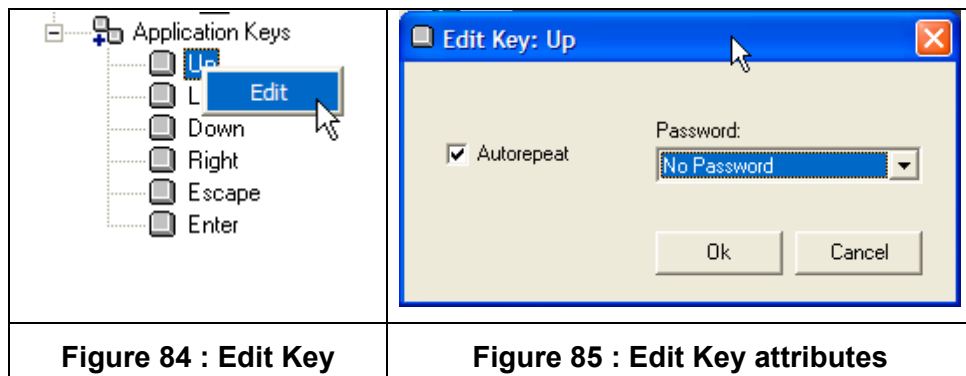 Application Keys
Up
Edit
L
Down
Right
Escape
Enter
Edit Key: Up
Autorepeat
Password:
No Password
Ok
Cancel
Figure 84 : Edit Key
Figure 85 : Edit Key attributes